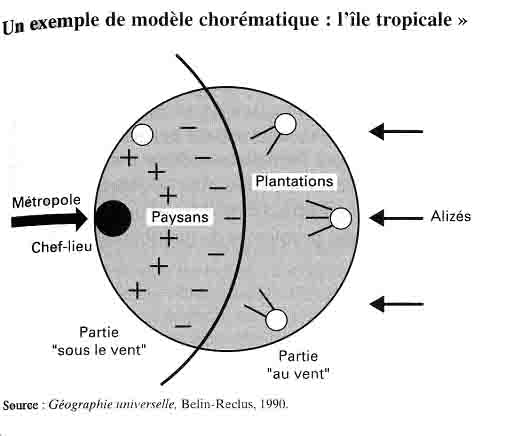 Un exemple de modèle chorématique : l'île tropicale »
Plantations
Métropole
Paysans
Alizés
Chef-lieu
Partie
"sous le vent"
Partie
"au vent"
Source : Géographie universelle, Belin-Reclus, 1990.